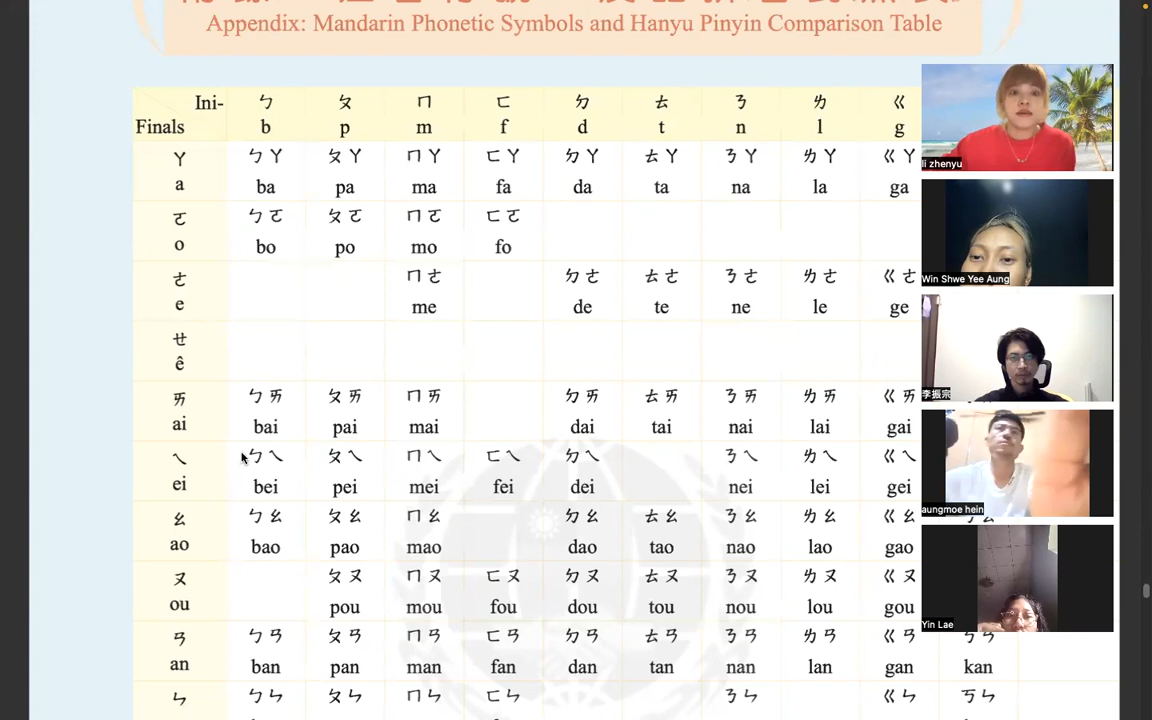 Appendix: Mandarin Phonetic Symbols and Hanyu Pinyin Comparison Table
Ini- ㄅ ㄆ ㄇ ㄈ ㄉ ㄊ ㄋ ㄌ ㄍ
Finals b p m f d t n l g
ㄚ ㄅㄚ ㄆㄚ ㄇㄚ ㄈㄚ ㄉㄚ ㄊㄚ ㄋㄚ ㄌㄚ ㄍㄚ
a ba pa ma fa da ta na la ga
ㄛ ㄅㄛ ㄆㄛ ㄇㄛ ㄈㄛ
o bo po mo fo
ㄜ ㄇㄜ ㄉㄜ ㄊㄜ ㄋㄜ ㄌㄜ ㄍㄜ
e me de te ne le ge
ㄝ
ê
ㄞ ㄅㄞ ㄆㄞ ㄇㄞ ㄉㄞ ㄊㄞ ㄋㄞ ㄌㄞ ㄍㄞ
ai bai pai mai dai tai nai lai gai
ㄟ ㄅㄟ ㄆㄟ ㄇㄟ ㄈㄟ ㄉㄟ ㄋㄟ ㄌㄟ ㄍㄟ
ei bei pei mei fei dei nei lei gei
ㄠ ㄅㄠ ㄆㄠ ㄇㄠ ㄉㄠ ㄊㄠ ㄋㄠ ㄌㄠ ㄍㄠ
ao bao pao mao dao tao nao lao gao
ㄡ ㄆㄡ ㄇㄡ ㄈㄡ ㄉㄡ ㄊㄡ ㄋㄡ ㄌㄡ ㄍㄡ
ou pou mou fou dou tou nou lou gou
ㄢ ㄅㄢ ㄆㄢ ㄇㄢ ㄈㄢ ㄉㄢ ㄊㄢ ㄋㄢ ㄌㄢ ㄍㄢ ㄎㄢ
an ban pan man fan dan tan nan lan gan kan
ㄣ ㄅㄣ ㄆㄣ ㄇㄣ ㄈㄣ ㄋㄣ ㄍㄣ ㄎㄣ
li zhenyu
Win Shwe Yee Aung
李振宗
aungmoe hein
Yin Lae